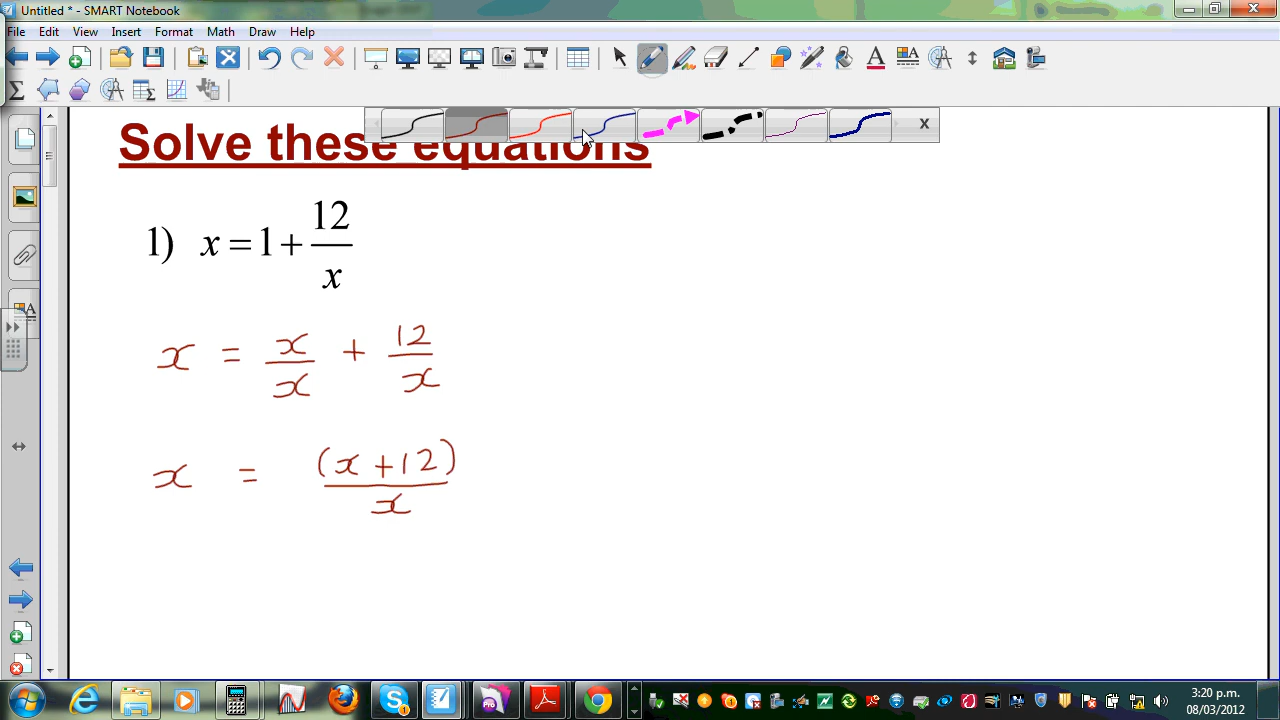 Untitled * - SMART Notebook
File Edit View Insert Format Math Draw Help
Solve these equations
1) x = 1 + 12/x
x = x/x + 12/x
x = (x + 12)/x
3:20 p.m.
08/03/2012